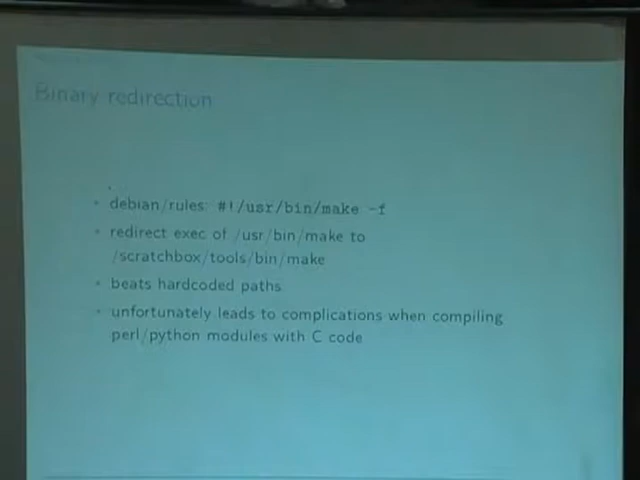 Binary redirection
• debian/rules: #!/usr/bin/make -f
• redirect exec of /usr/bin/make to
/scratchbox/tools/bin/make
• beats hardcoded paths
• unfortunately leads to complications when compiling
perl/python modules with C code